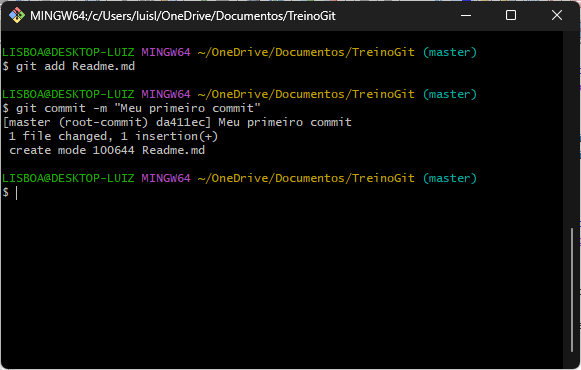 MINGW64:/c/Users/luisl/OneDrive/Documentos/TreinoGit
LISBOA@DESKTOP-LUIZ MINGW64 ~/OneDrive/Documentos/TreinoGit (master)
$ git add Readme.md
LISBOA@DESKTOP-LUIZ MINGW64 ~/OneDrive/Documentos/TreinoGit (master)
$ git commit -m "Meu primeiro commit"
[master (root-commit) da411ec] Meu primeiro commit
1 file changed, 1 insertion(+)
create mode 100644 Readme.md
LISBOA@DESKTOP-LUIZ MINGW64 ~/OneDrive/Documentos/TreinoGit (master)
$